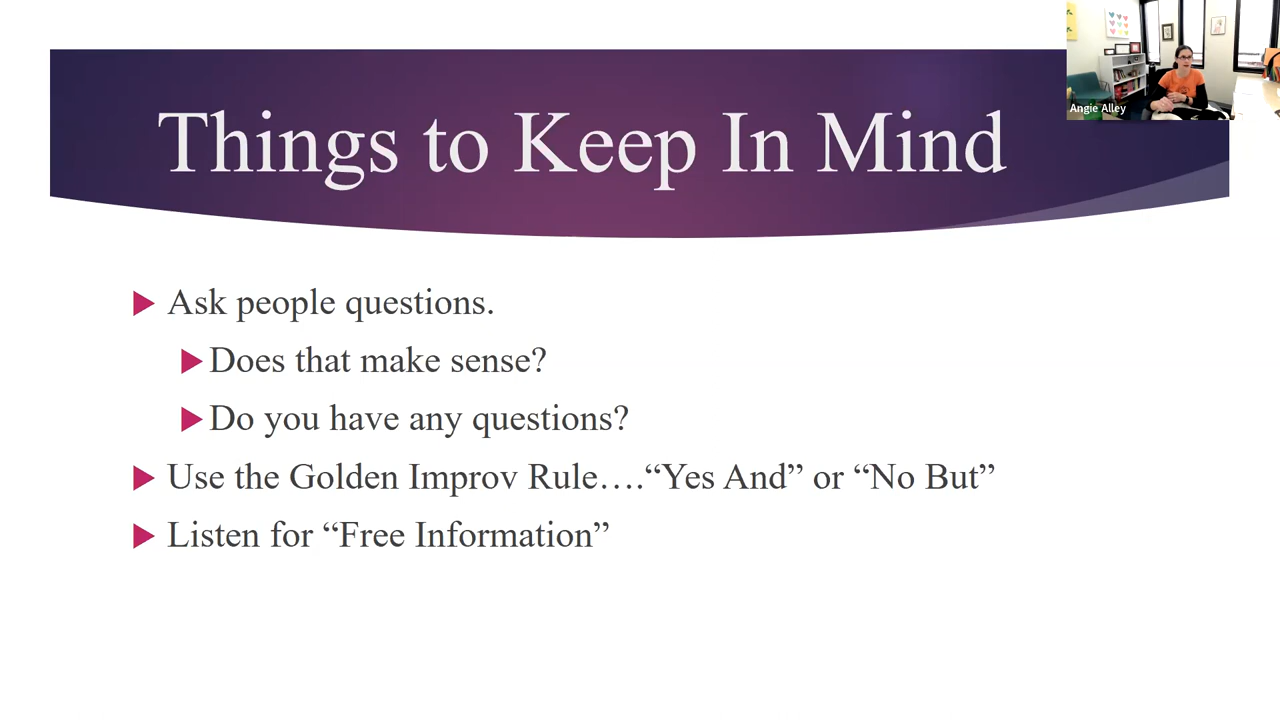 Things to Keep In Mind
Angie Alley
Ask people questions.
Does that make sense?
Do you have any questions?
Use the Golden Improv Rule….“Yes And” or “No But”
Listen for “Free Information”